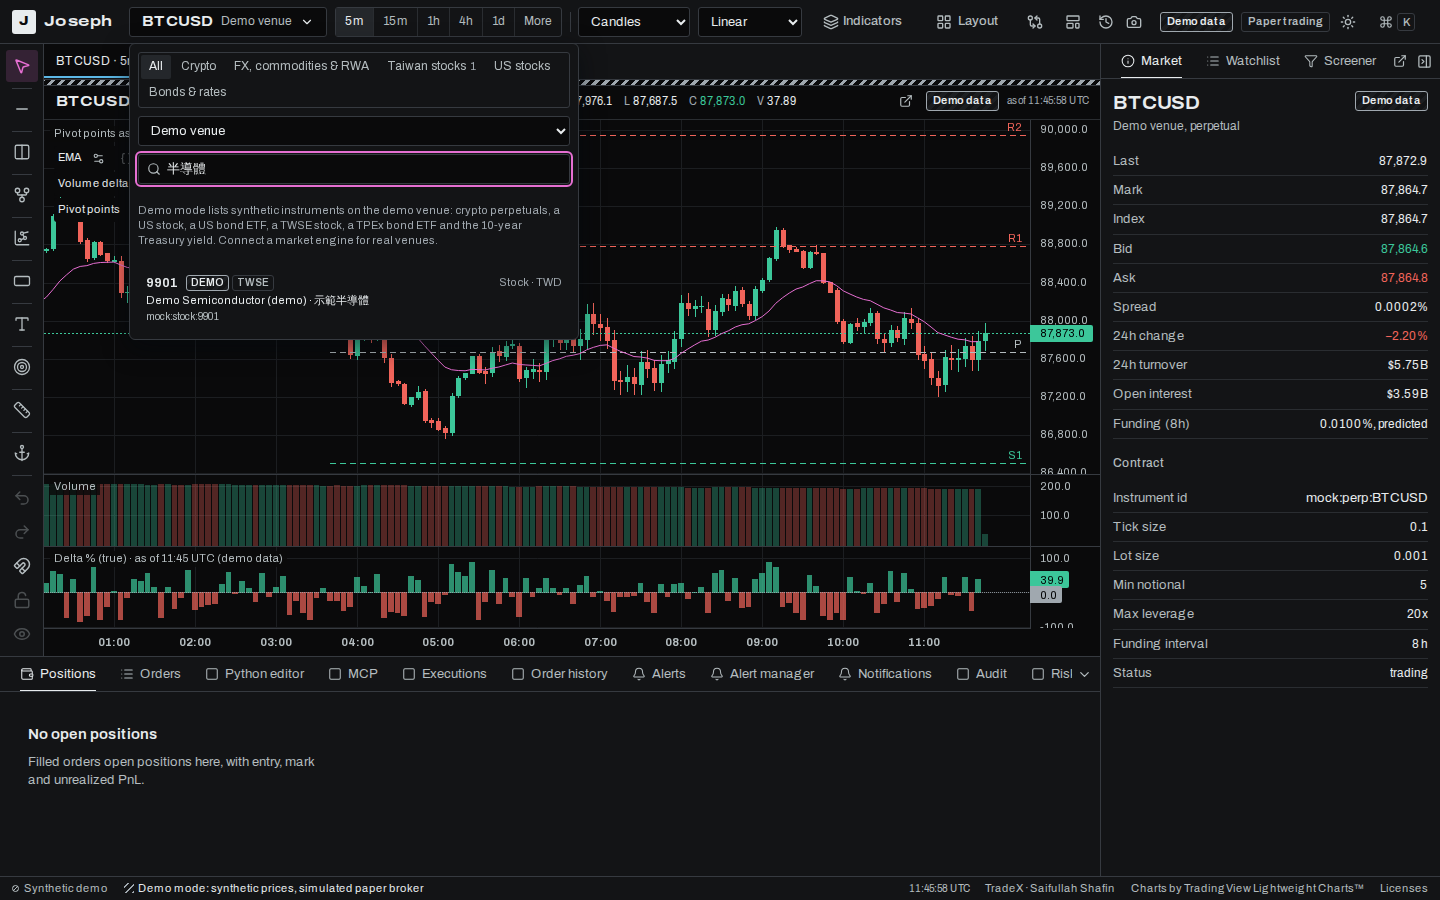 J Joseph BTCUSD Demo venue 5m 15m 1h 4h 1d More Candles Linear Indicators Layout Demo data Paper trading ⌘ K
BTCUSD · 5m
All Crypto FX, commodities & RWA Taiwan stocks 1 US stocks
Bonds & rates
Demo venue
半導體
Demo mode lists synthetic instruments on the demo venue: crypto perpetuals, a
US stock, a US bond ETF, a TWSE stock, a TPEx bond ETF and the 10-year
Treasury yield. Connect a market engine for real venues.
9901 DEMO TWSE Stock · TWD
Demo Semiconductor (demo) · 示範半導體
mock:stock:9901
BTCUSD L 87,687.5 C 87,873.0 V 37.89 Demo data as of 11:45:58 UTC
Pivot points as
EMA
Volume delta
Pivot points
R2
R1
P
S1
90,000.0
89,600.0
89,200.0
88,800.0
88,400.0
88,000.0
87,873.0
87,600.0
87,200.0
86,800.0
86,400.0
Volume
200.0
100.0
Delta % (true) · as of 11:45 UTC (demo data)
100.0
39.9
0.0
-100.0
01:00 02:00 03:00 04:00 05:00 06:00 07:00 08:00 09:00 10:00 11:00
Market Watchlist Screener
BTCUSD Demo data
Demo venue, perpetual
Last 87,872.9
Mark 87,864.7
Index 87,864.7
Bid 87,864.6
Ask 87,864.8
Spread 0.0002%
24h change −2.20%
24h turnover $5.75B
Open interest $3.59B
Funding (8h) 0.0100%, predicted
Contract
Instrument id mock:perp:BTCUSD
Tick size 0.1
Lot size 0.001
Min notional 5
Max leverage 20x
Funding interval 8h
Status trading
Positions Orders Python editor MCP Executions Order history Alerts Alert manager Notifications Audit Risl
No open positions
Filled orders open positions here, with entry, mark
and unrealized PnL.
Synthetic demo Demo mode: synthetic prices, simulated paper broker 11:45:58 UTC TradeX · Saifullah Shafin Charts by TradingView Lightweight Charts™ Licenses